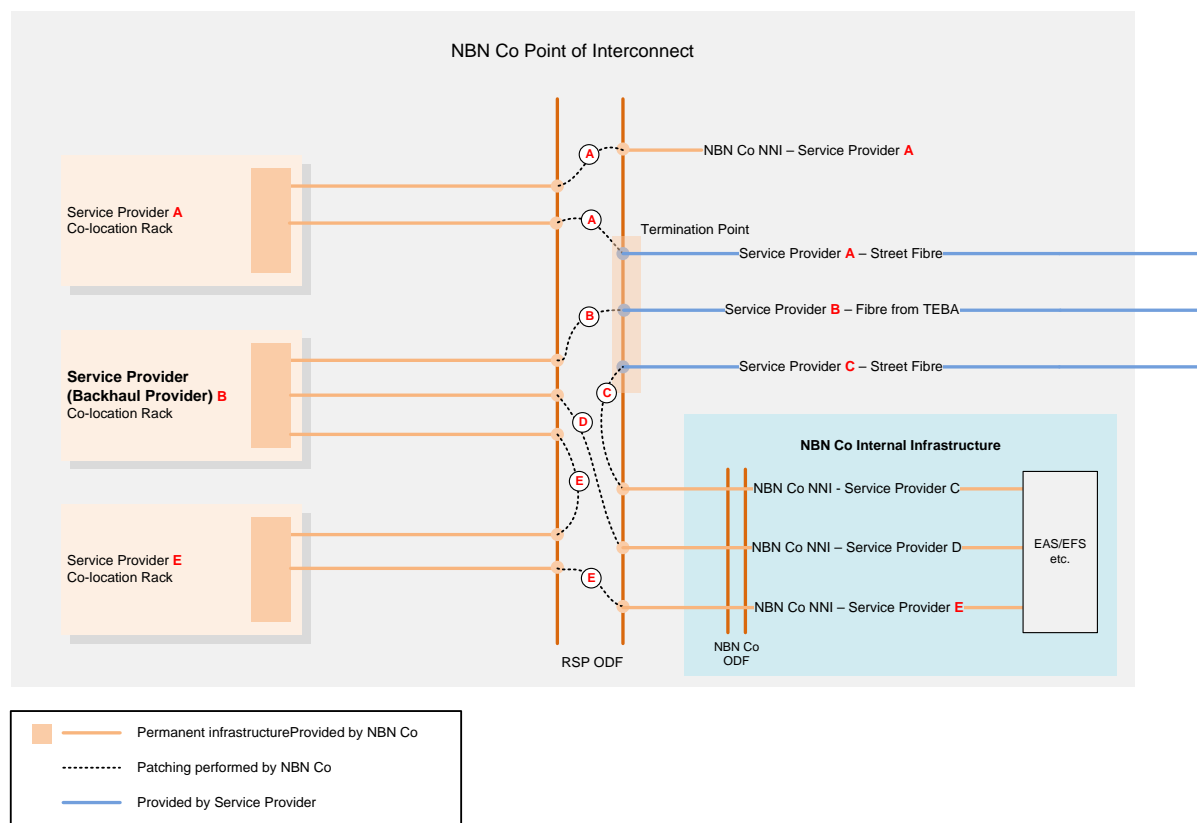 NBN Co Point of Interconnect
A
NBN Co NNI – Service Provider A
Service Provider A
Co-location Rack
A
Termination Point
Service Provider A – Street Fibre
B
Service Provider B – Fibre from TEBA
Service Provider C – Street Fibre
Service Provider
(Backhaul Provider) B
Co-location Rack
C
D
NBN Co Internal Infrastructure
E
NBN Co NNI - Service Provider C
NBN Co NNI – Service Provider D
EAS/EFS
etc.
Service Provider E
Co-location Rack
E
NBN Co NNI – Service Provider E
RSP ODF
NBN Co
ODF
Permanent infrastructureProvided by NBN Co
Patching performed by NBN Co
Provided by Service Provider